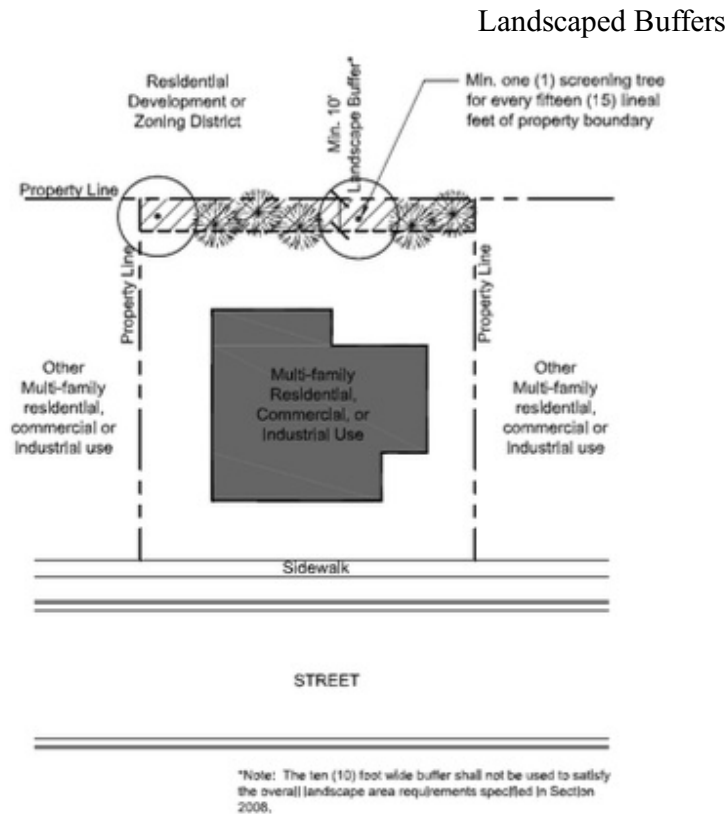 Landscaped Buffers
Residential
Development or
Zoning District
Min. 10'
Landscape Buffer*
Min. one (1) screening tree
for every fifteen (15) lineal
feet of property boundary
Property Line
Property Line
Property Line
Other
Multi-family
residential,
commercial or
Industrial use
Multi-family
Residential,
Commercial, or
Industrial Use
Other
Multi-family
residential,
commercial or
Industrial use
Sidewalk
STREET
*Note: The ten (10) foot wide buffer shall not be used to satisfy
the overall landscape area requirements specified in Section
2008.